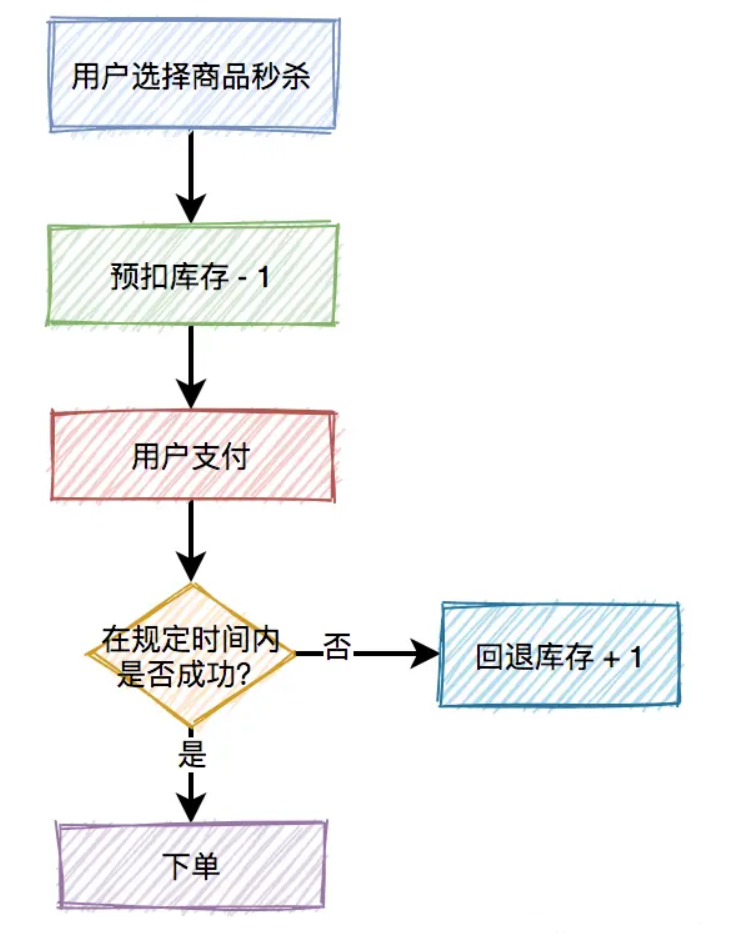 用户选择商品秒杀
预扣库存 - 1
用户支付
在规定时间内
是否成功？
否
回退库存 + 1
是
下单